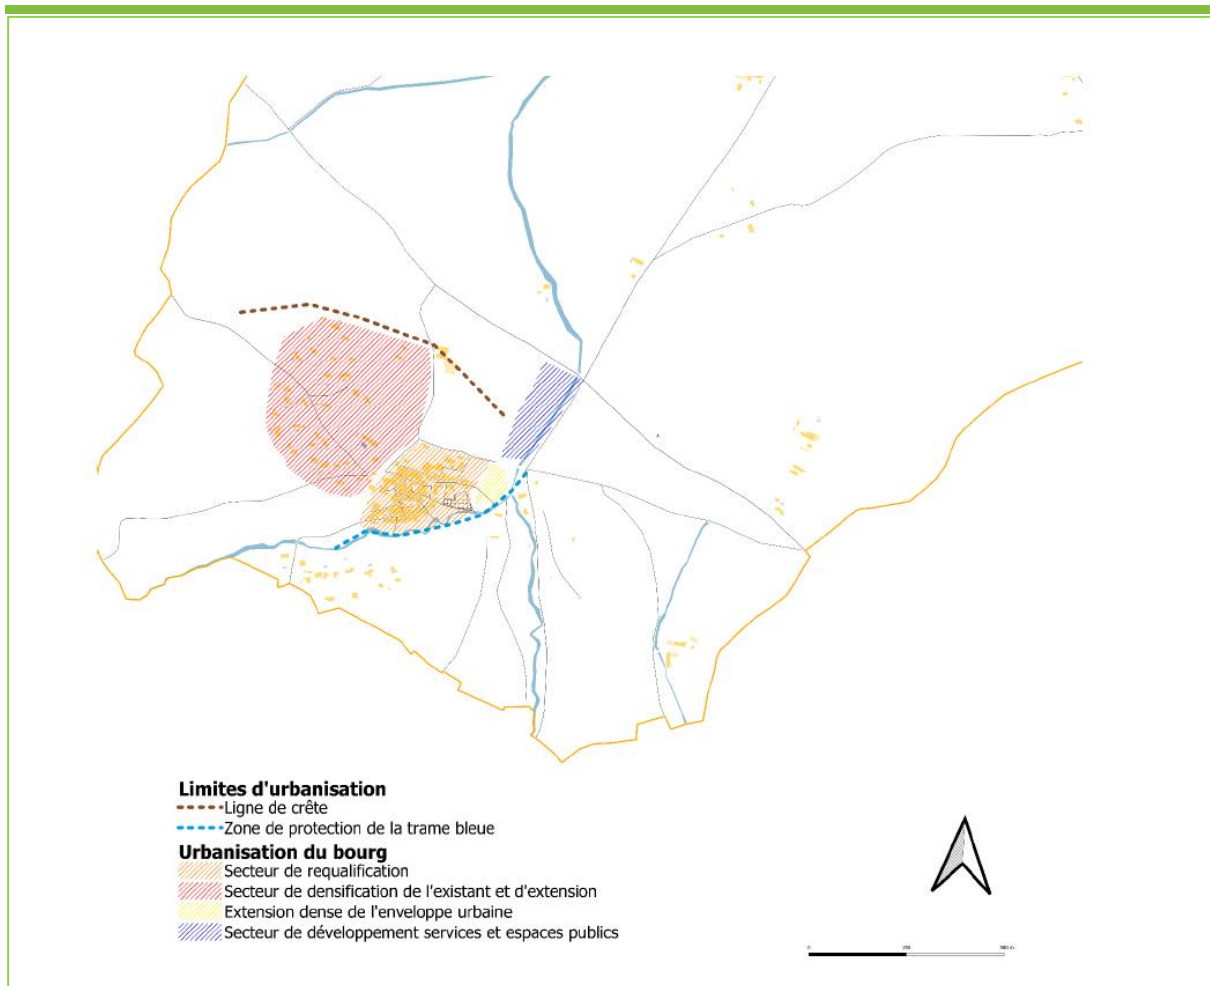 Limites d'urbanisation
Ligne de crête
Zone de protection de la trame bleue
Urbanisation du bourg
Secteur de requalification
Secteur de densification de l'existant et d'extension
Extension dense de l'enveloppe urbaine
Secteur de développement services et espaces publics
0